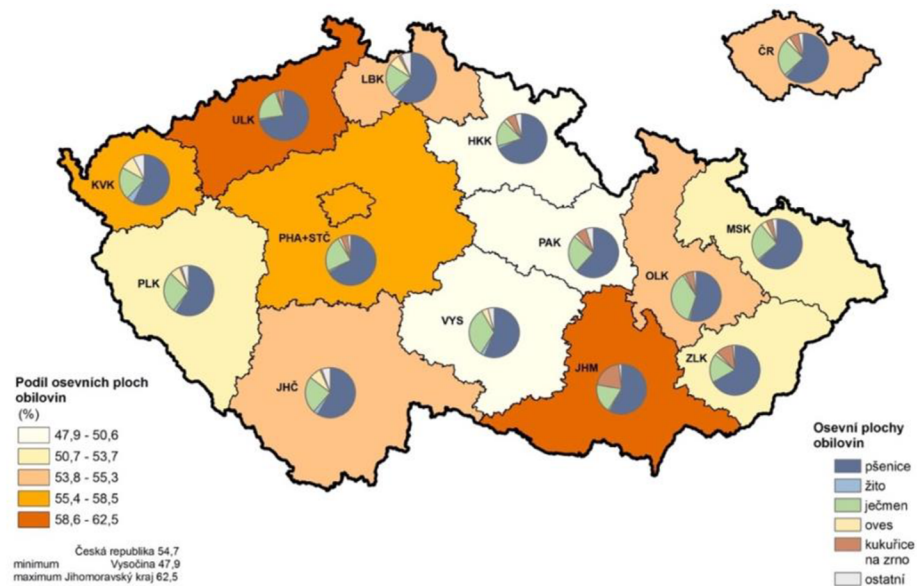 ČR
LBK
ULK
HKK
KVK
PHA+STČ
PAK
MSK
OLK
PLK
VYS
ZLK
JHM
JHČ
Podíl osevních ploch
obilovin
(%)
47,9 - 50,6
50,7 - 53,7
53,8 - 55,3
55,4 - 58,5
58,6 - 62,5
Česká republika 54,7
minimum Vysočina 47,9
maximum Jihomoravský kraj 62,5
Osevní plochy
obilovin
pšenice
žito
ječmen
oves
kukuřice
na zrno
ostatní